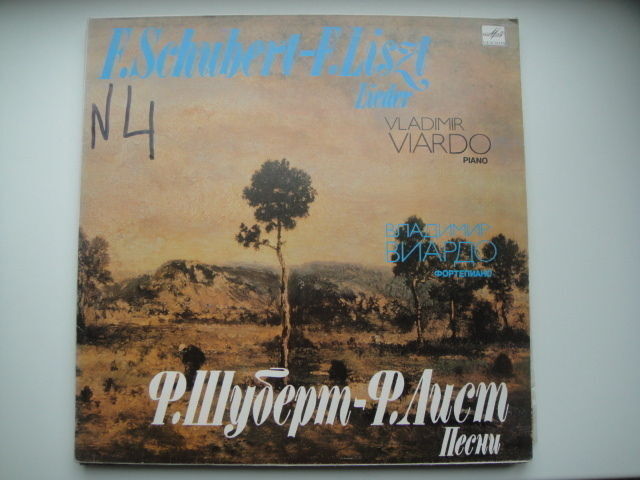 F.Schubert-F.Liszt
Lieder
N4
VLADIMIR
VIARDO
PIANO
ВЛАДИМИР
ВИАРДО
ФОРТЕПИАНО
Ф.Шуберт-Ф.Лист
Песни